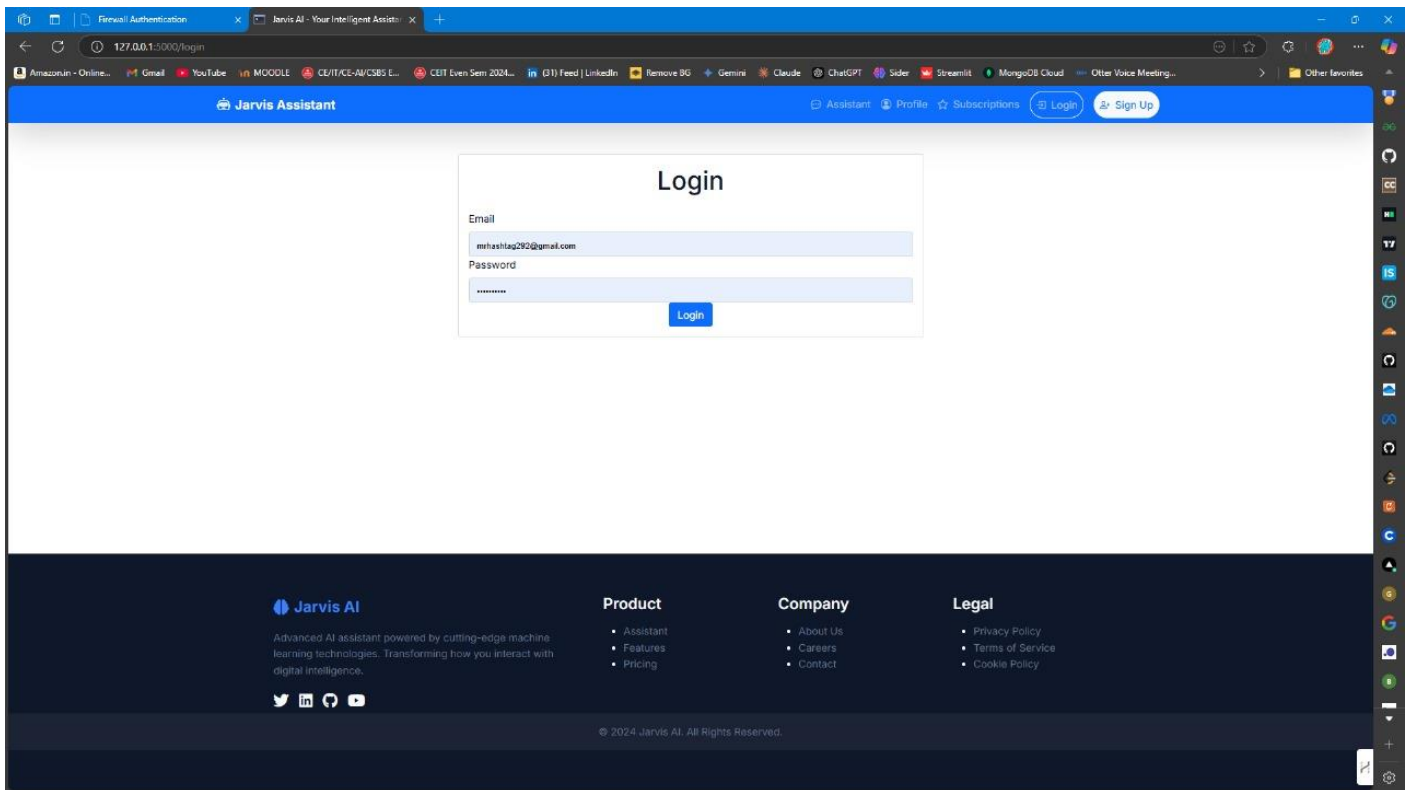 Firewall Authentication
Jarvis AI - Your Intelligent Assistar
127.0.0.1:5000/login
Amazon.in - Online... Gmail YouTube MOODLE CE/IT/CE-AI/CSBS E... CEIT Even Sem 2024... (31) Feed | LinkedIn Remove BG Gemini Claude ChatGPT Sider Streamlit MongoDB Cloud Otter Voice Meeting... Other favorites
Jarvis Assistant Assistant Profile Subscriptions Login Sign Up
Login
Email
mrhashtag292@gmail.com
Password
••••••••••
Login
Jarvis AI
Advanced AI assistant powered by cutting-edge machine
learning technologies. Transforming how you interact with
digital intelligence.
Product
• Assistant
• Features
• Pricing
Company
• About Us
• Careers
• Contact
Legal
• Privacy Policy
• Terms of Service
• Cookie Policy
© 2024 Jarvis AI. All Rights Reserved.